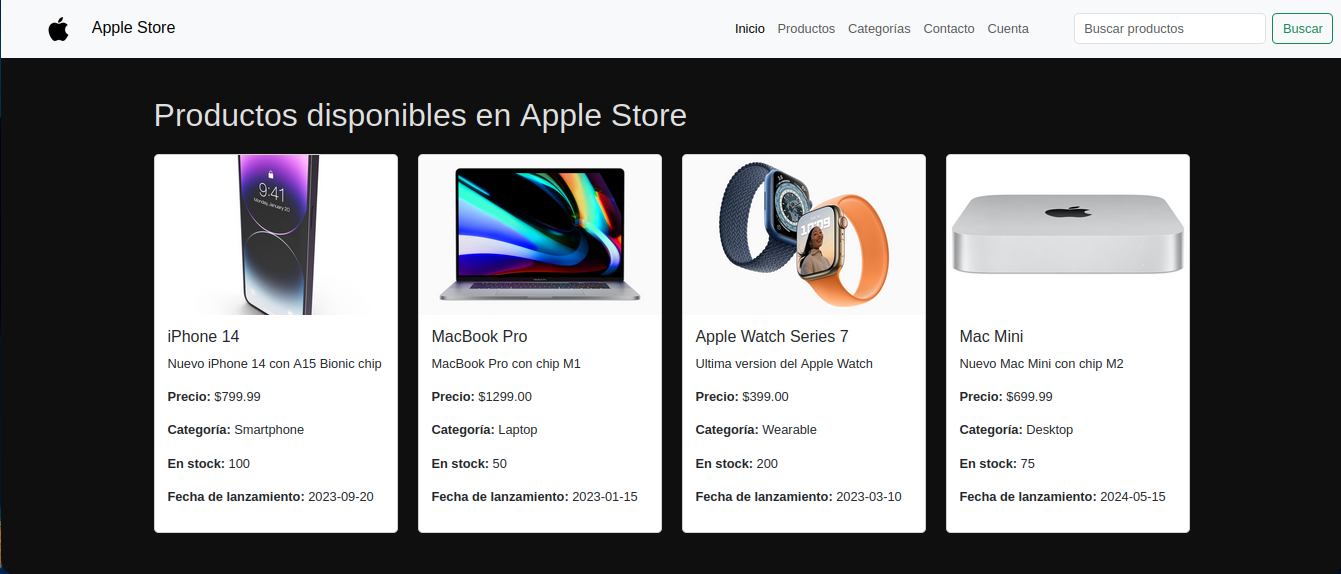 Apple Store
Inicio Productos Categorías Contacto Cuenta Buscar productos Buscar
Productos disponibles en Apple Store
9:41
iPhone 14
Nuevo iPhone 14 con A15 Bionic chip
Precio: $799.99
Categoría: Smartphone
En stock: 100
Fecha de lanzamiento: 2023-09-20
MacBook Pro
MacBook Pro con chip M1
Precio: $1299.00
Categoría: Laptop
En stock: 50
Fecha de lanzamiento: 2023-01-15
10:09
Apple Watch Series 7
Ultima version del Apple Watch
Precio: $399.00
Categoría: Wearable
En stock: 200
Fecha de lanzamiento: 2023-03-10
Mac Mini
Nuevo Mac Mini con chip M2
Precio: $699.99
Categoría: Desktop
En stock: 75
Fecha de lanzamiento: 2024-05-15